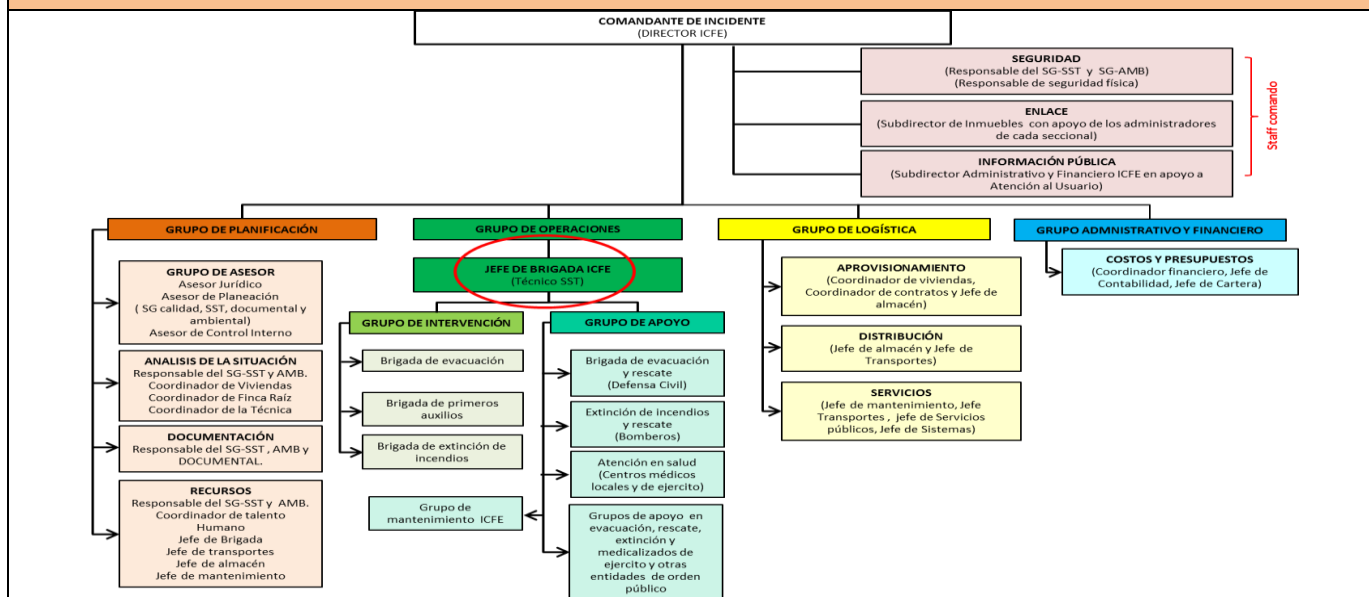 COMANDANTE DE INCIDENTE
(DIRECTOR ICFE)
SEGURIDAD
(Responsable del SG-SST y SG-AMB)
(Responsable de seguridad física)
ENLACE
(Subdirector de Inmuebles con apoyo de los administradores
de cada seccional)
INFORMACIÓN PÚBLICA
(Subdirector Administrativo y Financiero ICFE en apoyo a
Atención al Usuario)
Staff comando
GRUPO DE PLANIFICACIÓN
GRUPO DE ASESOR
Asesor Jurídico
Asesor de Planeación
( SG calidad, SST, documental y
ambiental)
Asesor de Control Interno
ANALISIS DE LA SITUACIÓN
Responsable del SG-SST y AMB.
Coordinador de Viviendas
Coordinador de Finca Raíz
Coordinador de la Técnica
DOCUMENTACIÓN
Responsable del SG-SST , AMB y
DOCUMENTAL.
RECURSOS
Responsable del SG-SST y AMB.
Coordinador de talento
Humano
Jefe de Brigada
Jefe de transportes
Jefe de almacén
Jefe de mantenimiento
GRUPO DE OPERACIONES
JEFE DE BRIGADA ICFE
(Técnico SST)
GRUPO DE INTERVENCIÓN
Brigada de evacuación
Brigada de primeros
auxilios
Brigada de extinción de
incendios
GRUPO DE APOYO
Brigada de evacuación
y rescate
(Defensa Civil)
Extinción de incendios
y rescate
(Bomberos)
Atención en salud
(Centros médicos
locales y de ejercito)
Grupo de
mantenimiento ICFE
Grupos de apoyo en
evacuación, rescate,
extinción y
medicalizados de
ejercito y otras
entidades de orden
público
GRUPO DE LOGÍSTICA
APROVISIONAMIENTO
(Coordinador de viviendas,
Coordinador de contratos y Jefe de
almacén)
DISTRIBUCIÓN
(Jefe de almacén y Jefe de
Transportes)
SERVICIOS
(Jefe de mantenimiento, Jefe
Transportes , jefe de Servicios
públicos, Jefe de Sistemas)
GRUPO ADMNISTRATIVO Y FINANCIERO
COSTOS Y PRESUPUESTOS
(Coordinador financiero, Jefe de
Contabilidad, Jefe de Cartera)